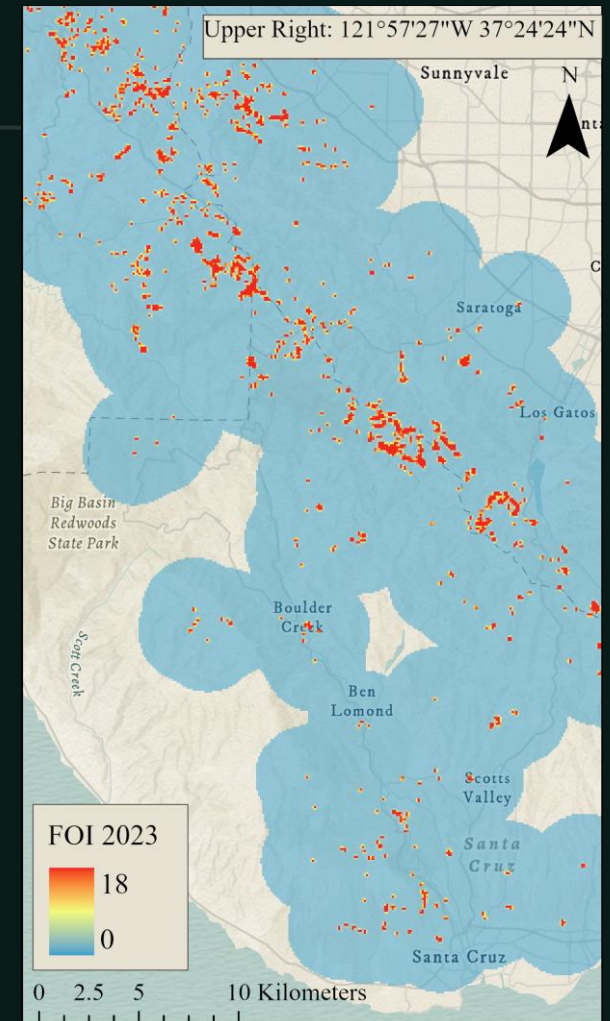 Upper Right: 121°57'27"W 37°24'24"N
Sunnyvale
N
Saratoga
Los Gatos
Big Basin
Redwoods
State Park
Boulder
Creek
Scott Creek
Ben
Lomond
Scotts
Valley
Santa
Cruz
FOI 2023
18
0
Santa Cruz
0 2.5 5 10 Kilometers